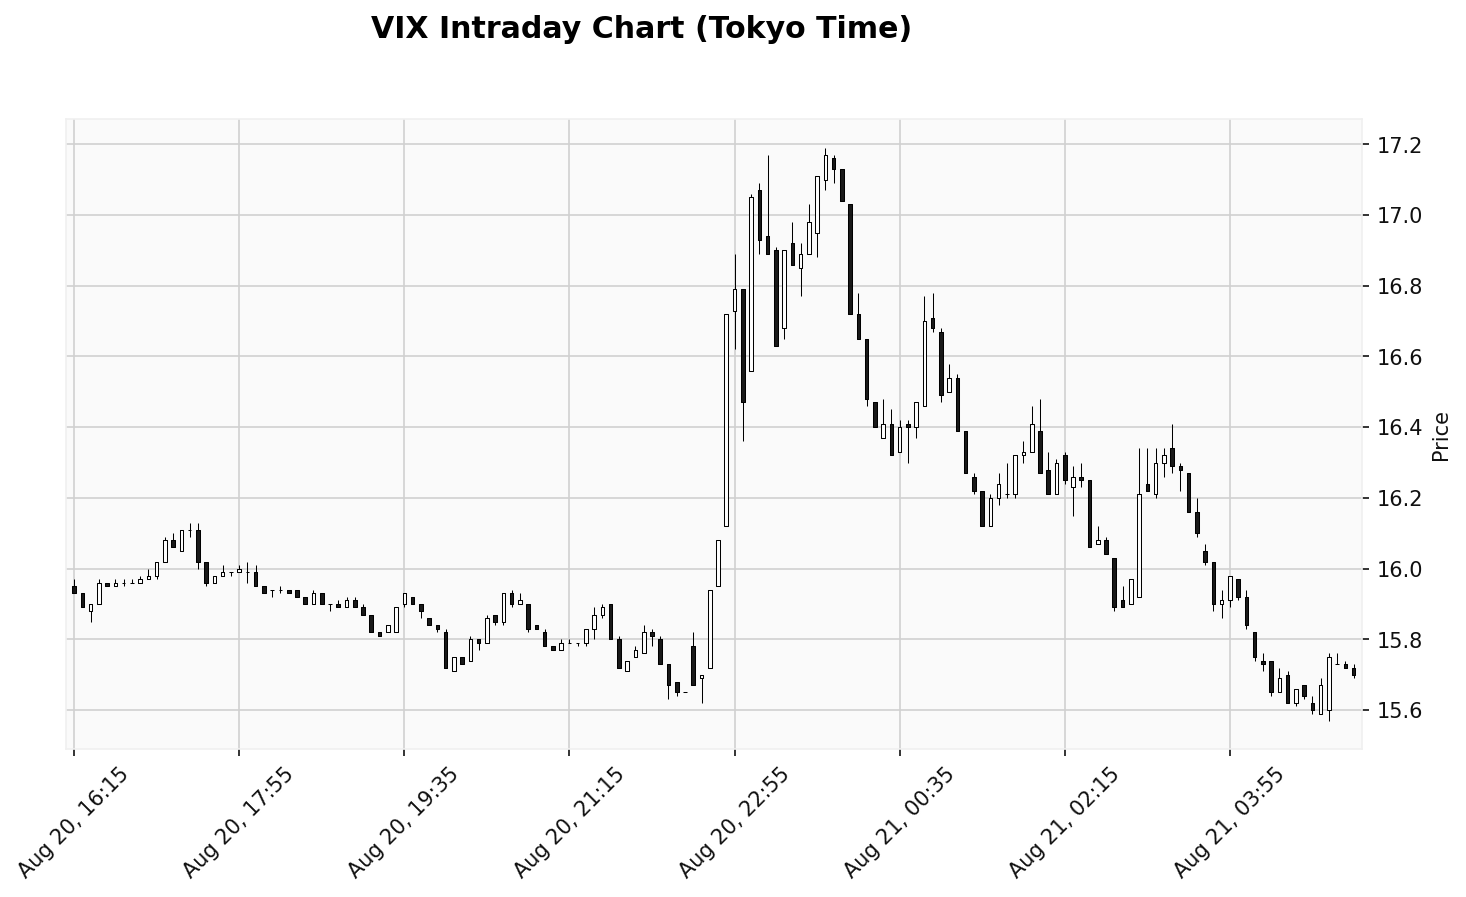 VIX Intraday Chart (Tokyo Time)
17.2
17.0
16.8
16.6
16.4
16.2
16.0
15.8
15.6
Price
Aug 20, 16:15
Aug 20, 17:55
Aug 20, 19:35
Aug 20, 21:15
Aug 20, 22:55
Aug 21, 00:35
Aug 21, 02:15
Aug 21, 03:55